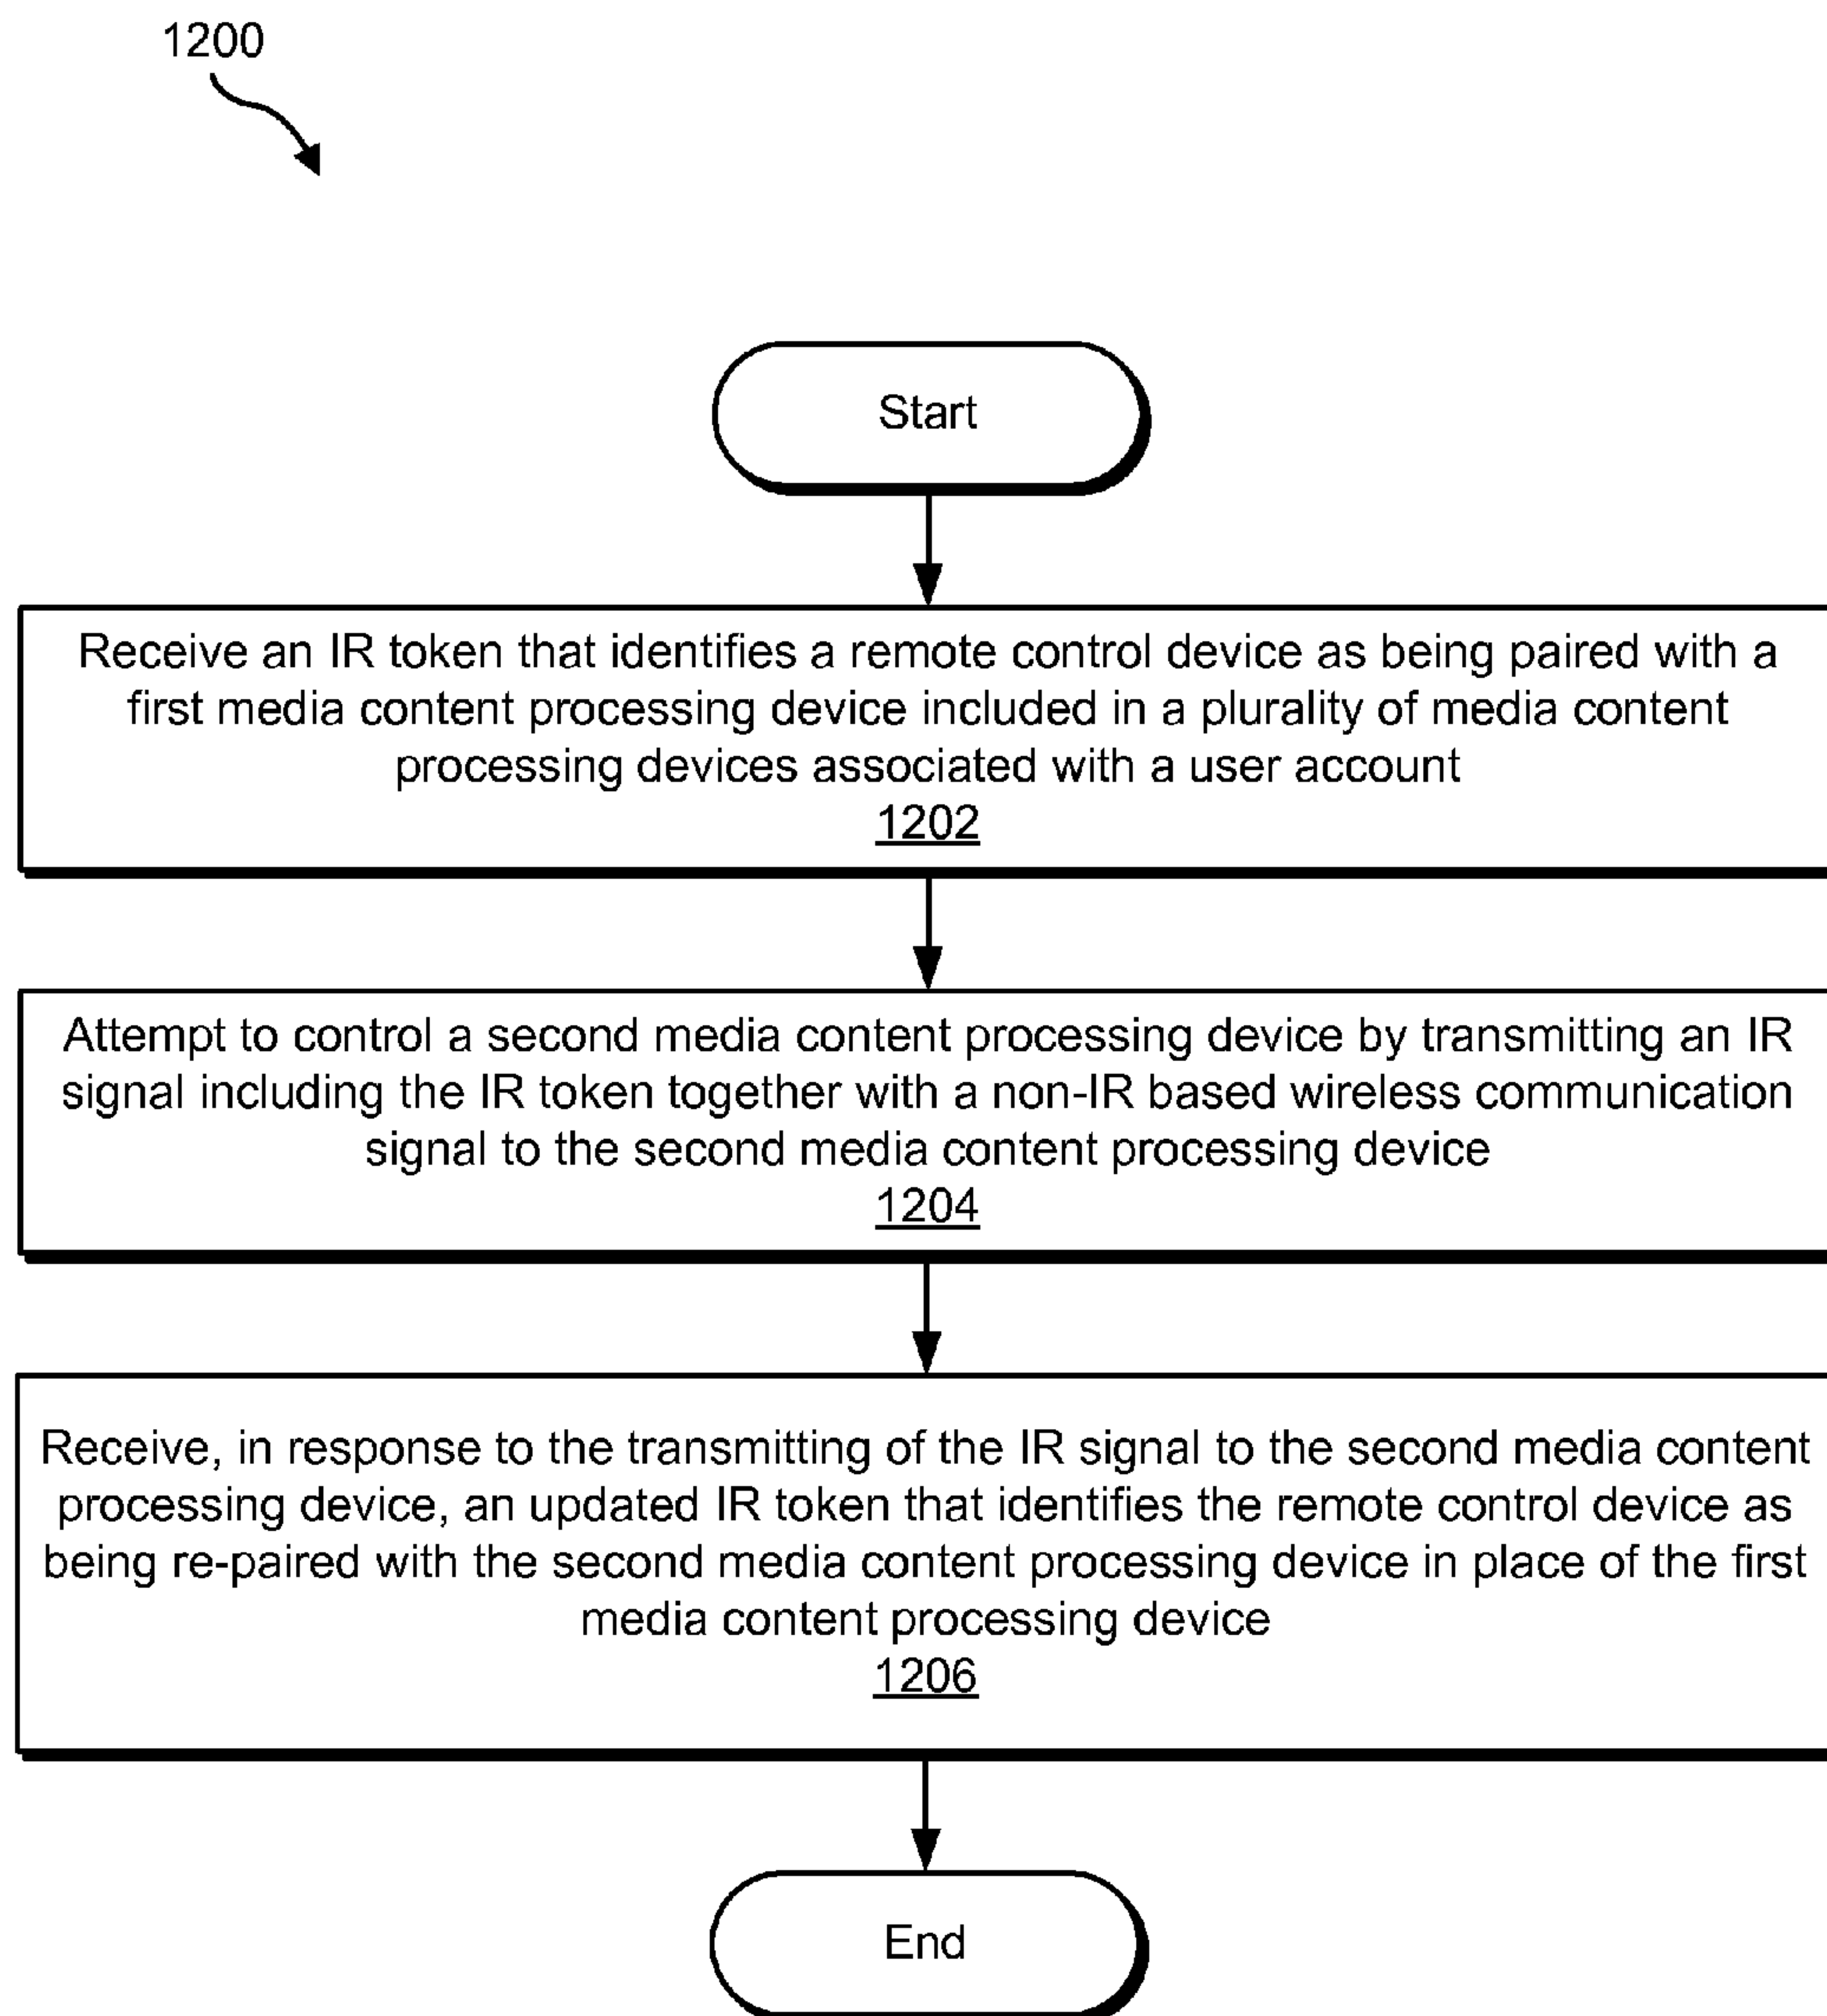 1200
Start
Receive an IR token that identifies a remote control device as being paired with a
first media content processing device included in a plurality of media content
processing devices associated with a user account
1202
Attempt to control a second media content processing device by transmitting an IR
signal including the IR token together with a non-IR based wireless communication
signal to the second media content processing device
1204
Receive, in response to the transmitting of the IR signal to the second media content
processing device, an updated IR token that identifies the remote control device as
being re-paired with the second media content processing device in place of the first
media content processing device
1206
End